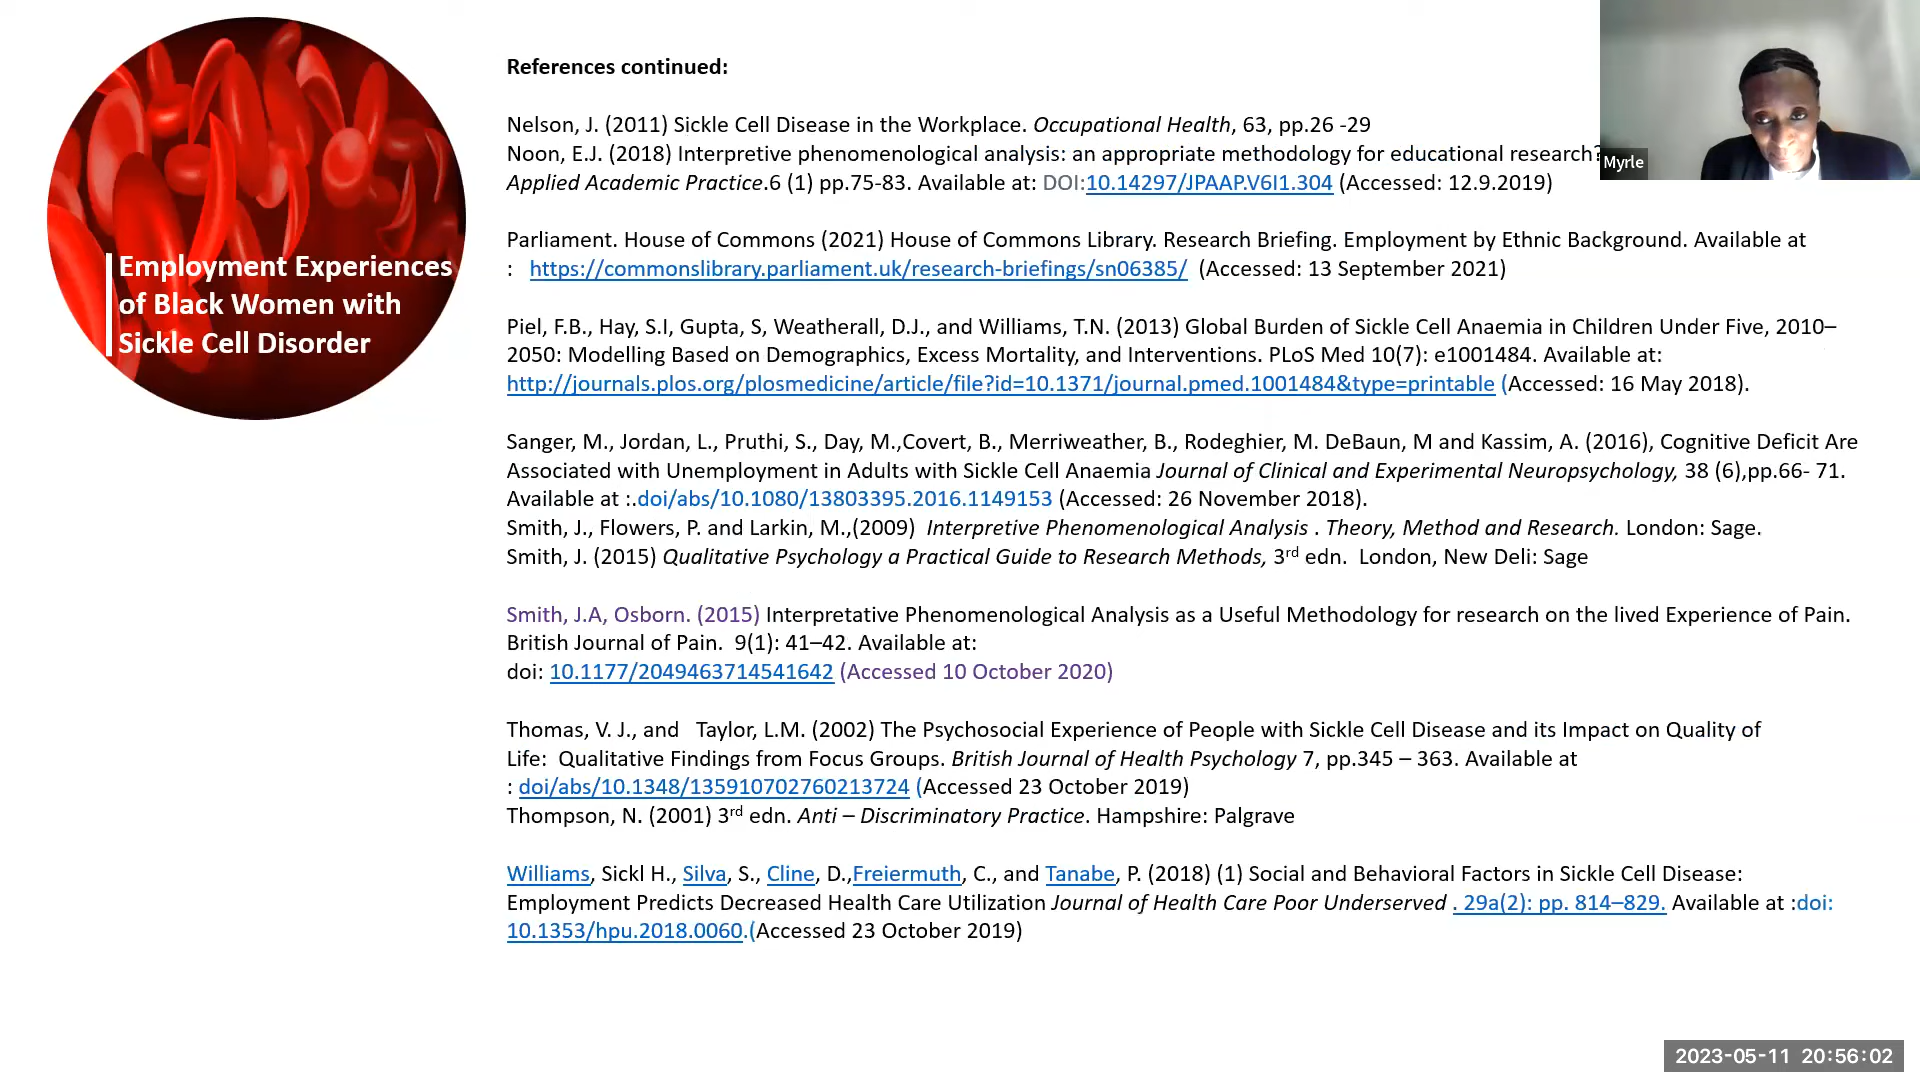 Employment Experiences
of Black Women with
Sickle Cell Disorder
References continued:
Nelson, J. (2011) Sickle Cell Disease in the Workplace. Occupational Health, 63, pp.26 -29
Noon, E.J. (2018) Interpretive phenomenological analysis: an appropriate methodology for educational research?
Applied Academic Practice.6 (1) pp.75-83. Available at: DOI:10.14297/JPAAP.V6I1.304 (Accessed: 12.9.2019)
Parliament. House of Commons (2021) House of Commons Library. Research Briefing. Employment by Ethnic Background. Available at
: https://commonslibrary.parliament.uk/research-briefings/sn06385/ (Accessed: 13 September 2021)
Piel, F.B., Hay, S.I, Gupta, S, Weatherall, D.J., and Williams, T.N. (2013) Global Burden of Sickle Cell Anaemia in Children Under Five, 2010–
2050: Modelling Based on Demographics, Excess Mortality, and Interventions. PLoS Med 10(7): e1001484. Available at:
http://journals.plos.org/plosmedicine/article/file?id=10.1371/journal.pmed.1001484&type=printable (Accessed: 16 May 2018).
Sanger, M., Jordan, L., Pruthi, S., Day, M.,Covert, B., Merriweather, B., Rodeghier, M. DeBaun, M and Kassim, A. (2016), Cognitive Deficit Are
Associated with Unemployment in Adults with Sickle Cell Anaemia Journal of Clinical and Experimental Neuropsychology, 38 (6),pp.66- 71.
Available at :.doi/abs/10.1080/13803395.2016.1149153 (Accessed: 26 November 2018).
Smith, J., Flowers, P. and Larkin, M.,(2009) Interpretive Phenomenological Analysis . Theory, Method and Research. London: Sage.
Smith, J. (2015) Qualitative Psychology a Practical Guide to Research Methods, 3rd edn. London, New Deli: Sage
Smith, J.A, Osborn. (2015) Interpretative Phenomenological Analysis as a Useful Methodology for research on the lived Experience of Pain.
British Journal of Pain. 9(1): 41–42. Available at:
doi: 10.1177/2049463714541642 (Accessed 10 October 2020)
Thomas, V. J., and Taylor, L.M. (2002) The Psychosocial Experience of People with Sickle Cell Disease and its Impact on Quality of
Life: Qualitative Findings from Focus Groups. British Journal of Health Psychology 7, pp.345 – 363. Available at
: doi/abs/10.1348/135910702760213724 (Accessed 23 October 2019)
Thompson, N. (2001) 3rd edn. Anti – Discriminatory Practice. Hampshire: Palgrave
Williams, Sickl H., Silva, S., Cline, D.,Freiermuth, C., and Tanabe, P. (2018) (1) Social and Behavioral Factors in Sickle Cell Disease:
Employment Predicts Decreased Health Care Utilization Journal of Health Care Poor Underserved . 29a(2): pp. 814–829. Available at :doi:
10.1353/hpu.2018.0060.(Accessed 23 October 2019)
Myrle
2023-05-11 20:56:02